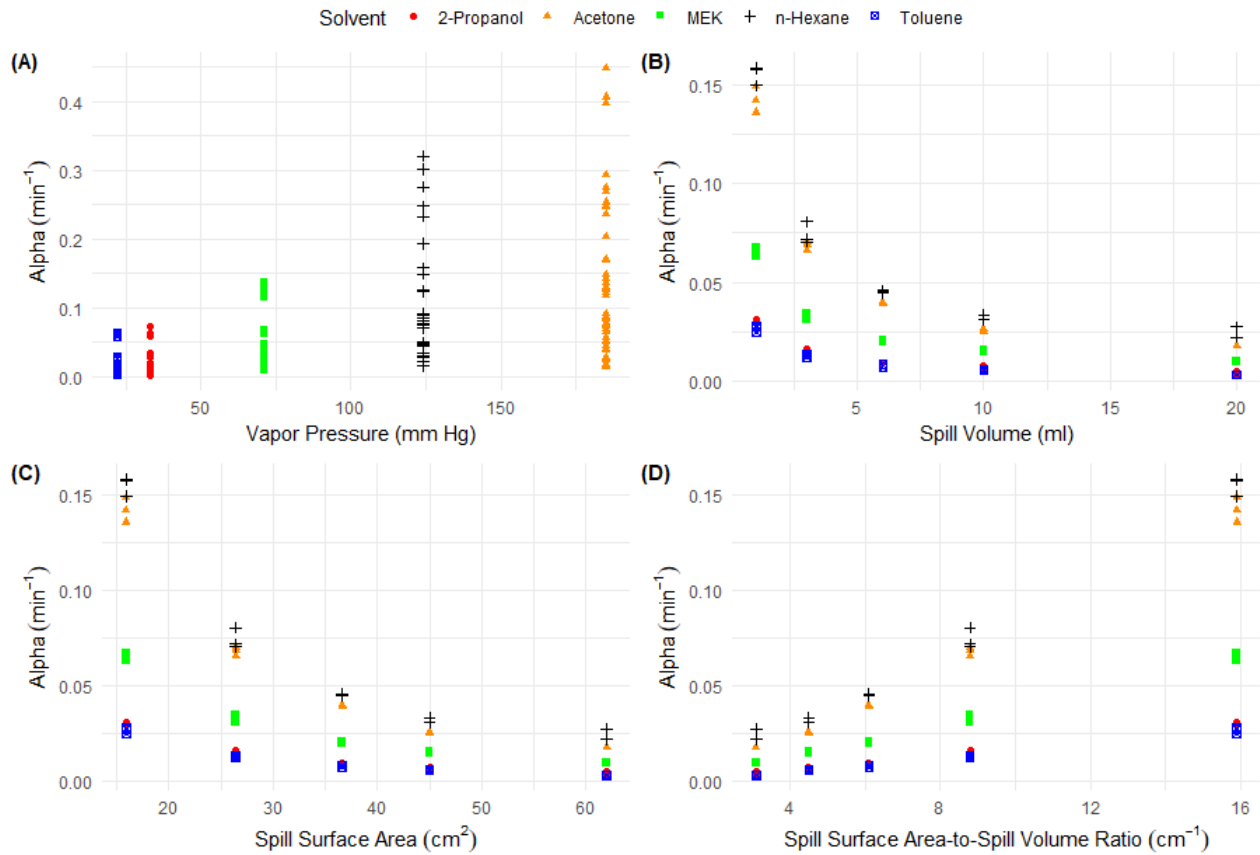 Solvent 2-Propanol Acetone MEK n-Hexane Toluene
(A)
0.4
0.3
0.2
0.1
0.0
Alpha (min⁻¹)
50 100 150
Vapor Pressure (mm Hg)
(B)
0.15
0.10
0.05
0.00
Alpha (min⁻¹)
5 10 15 20
Spill Volume (ml)
(C)
0.15
0.10
0.05
0.00
Alpha (min⁻¹)
20 30 40 50 60
Spill Surface Area (cm²)
(D)
0.15
0.10
0.05
0.00
Alpha (min⁻¹)
4 8 12 16
Spill Surface Area-to-Spill Volume Ratio (cm⁻¹)